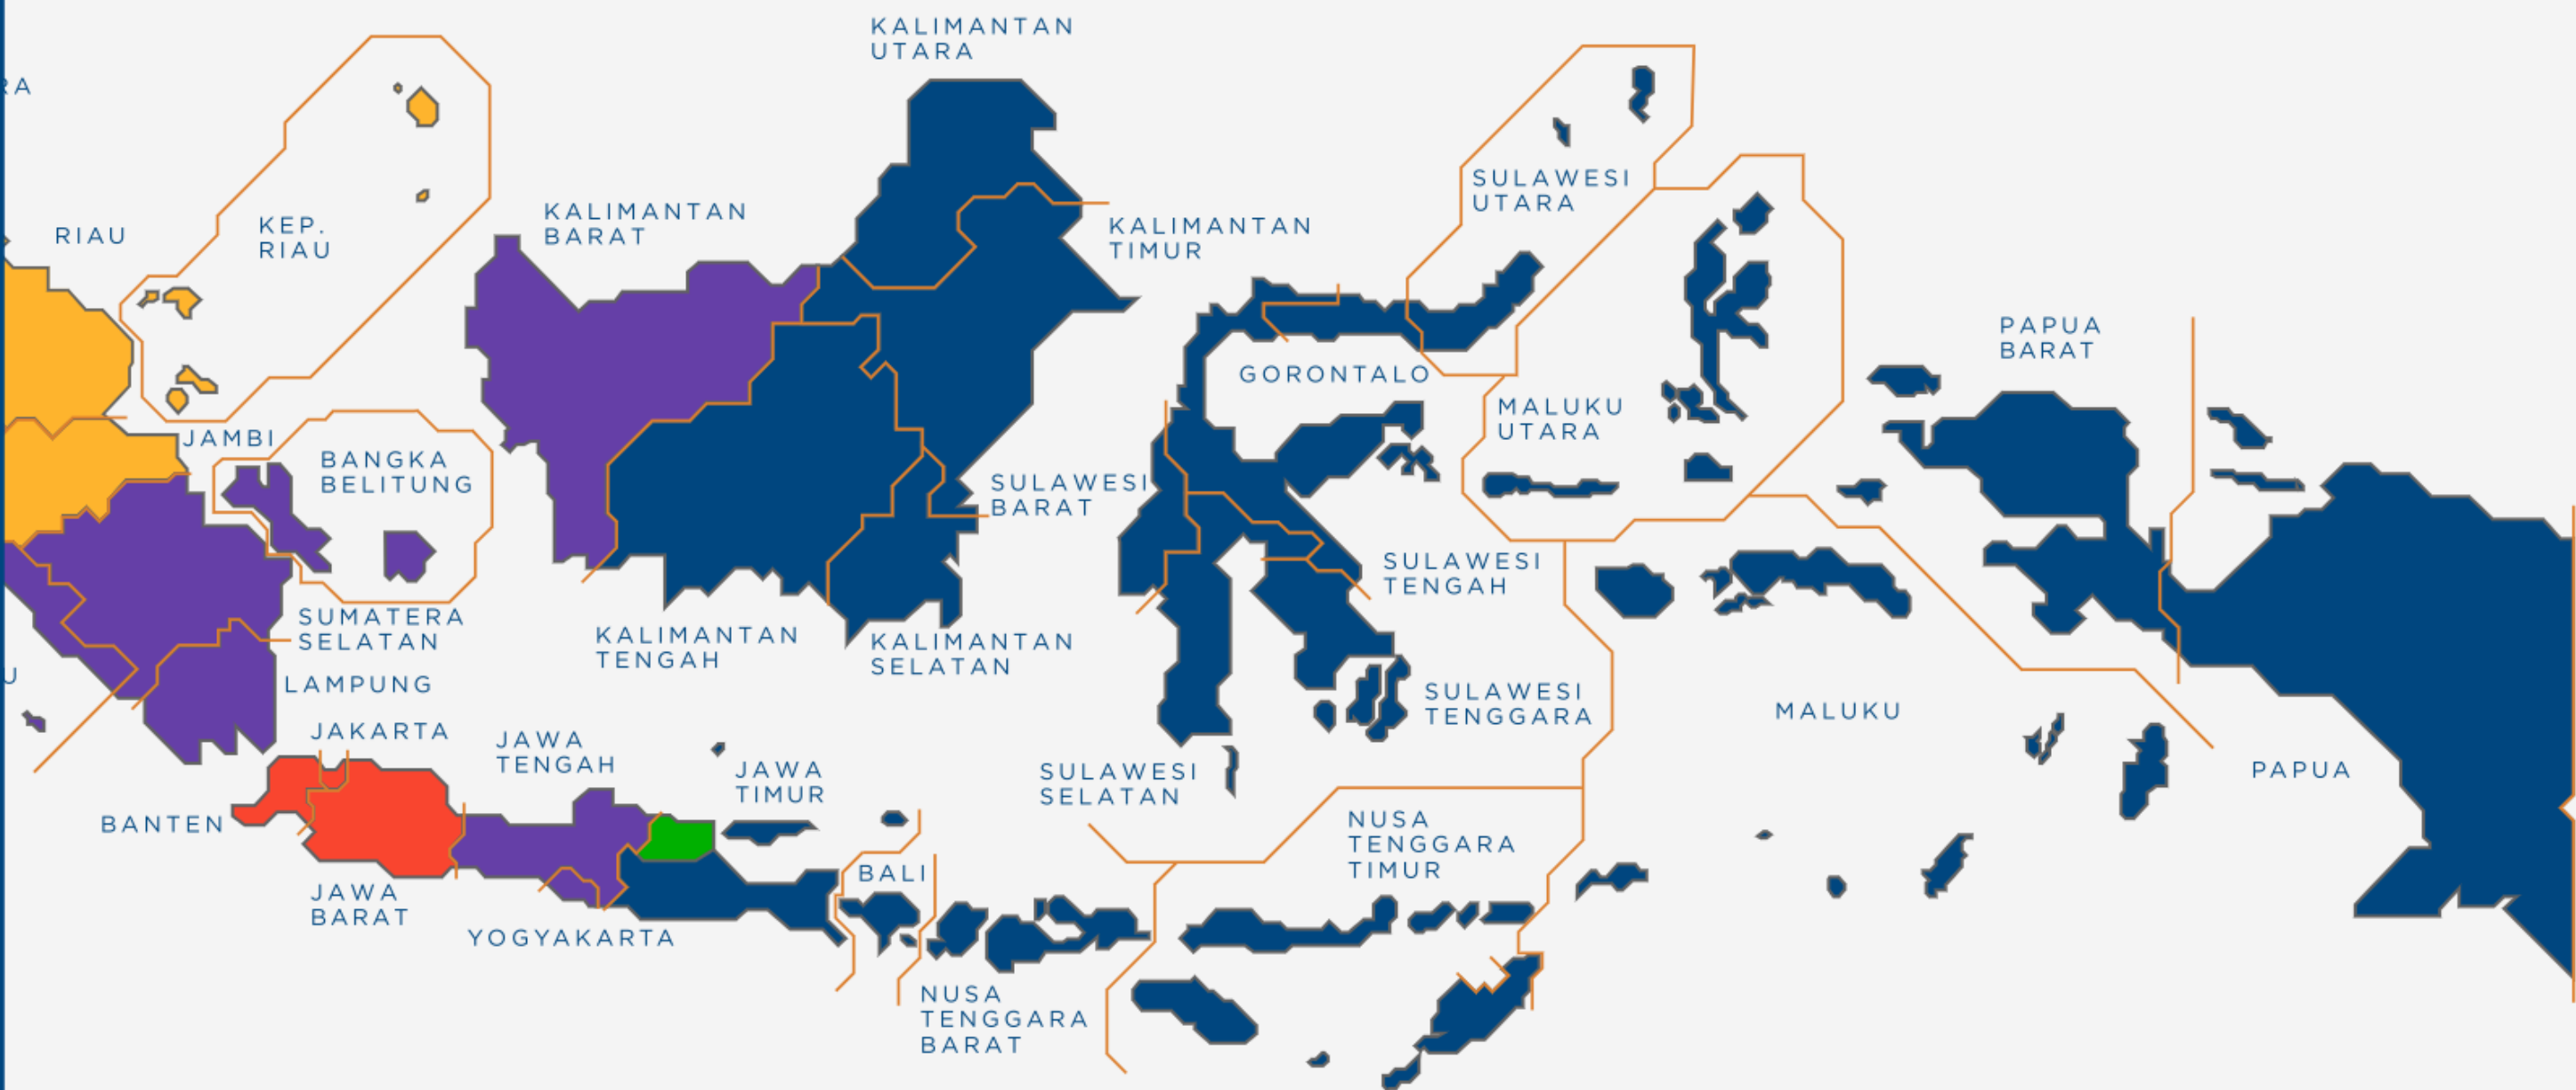 KALIMANTAN
UTARA
RIAU
KEP.
RIAU
KALIMANTAN
BARAT
KALIMANTAN
TIMUR
SULAWESI
UTARA
GORONTALO
MALUKU
UTARA
PAPUA
BARAT
JAMBI
BANGKA
BELITUNG
SULAWESI
BARAT
SULAWESI
TENGAH
SUMATERA
SELATAN
KALIMANTAN
TENGAH
KALIMANTAN
SELATAN
LAMPUNG
SULAWESI
TENGGARA
MALUKU
JAKARTA
JAWA
TENGAH
JAWA
TIMUR
SULAWESI
SELATAN
PAPUA
BANTEN
NUSA
TENGGARA
TIMUR
BALI
JAWA
BARAT
YOGYAKARTA
NUSA
TENGGARA
BARAT